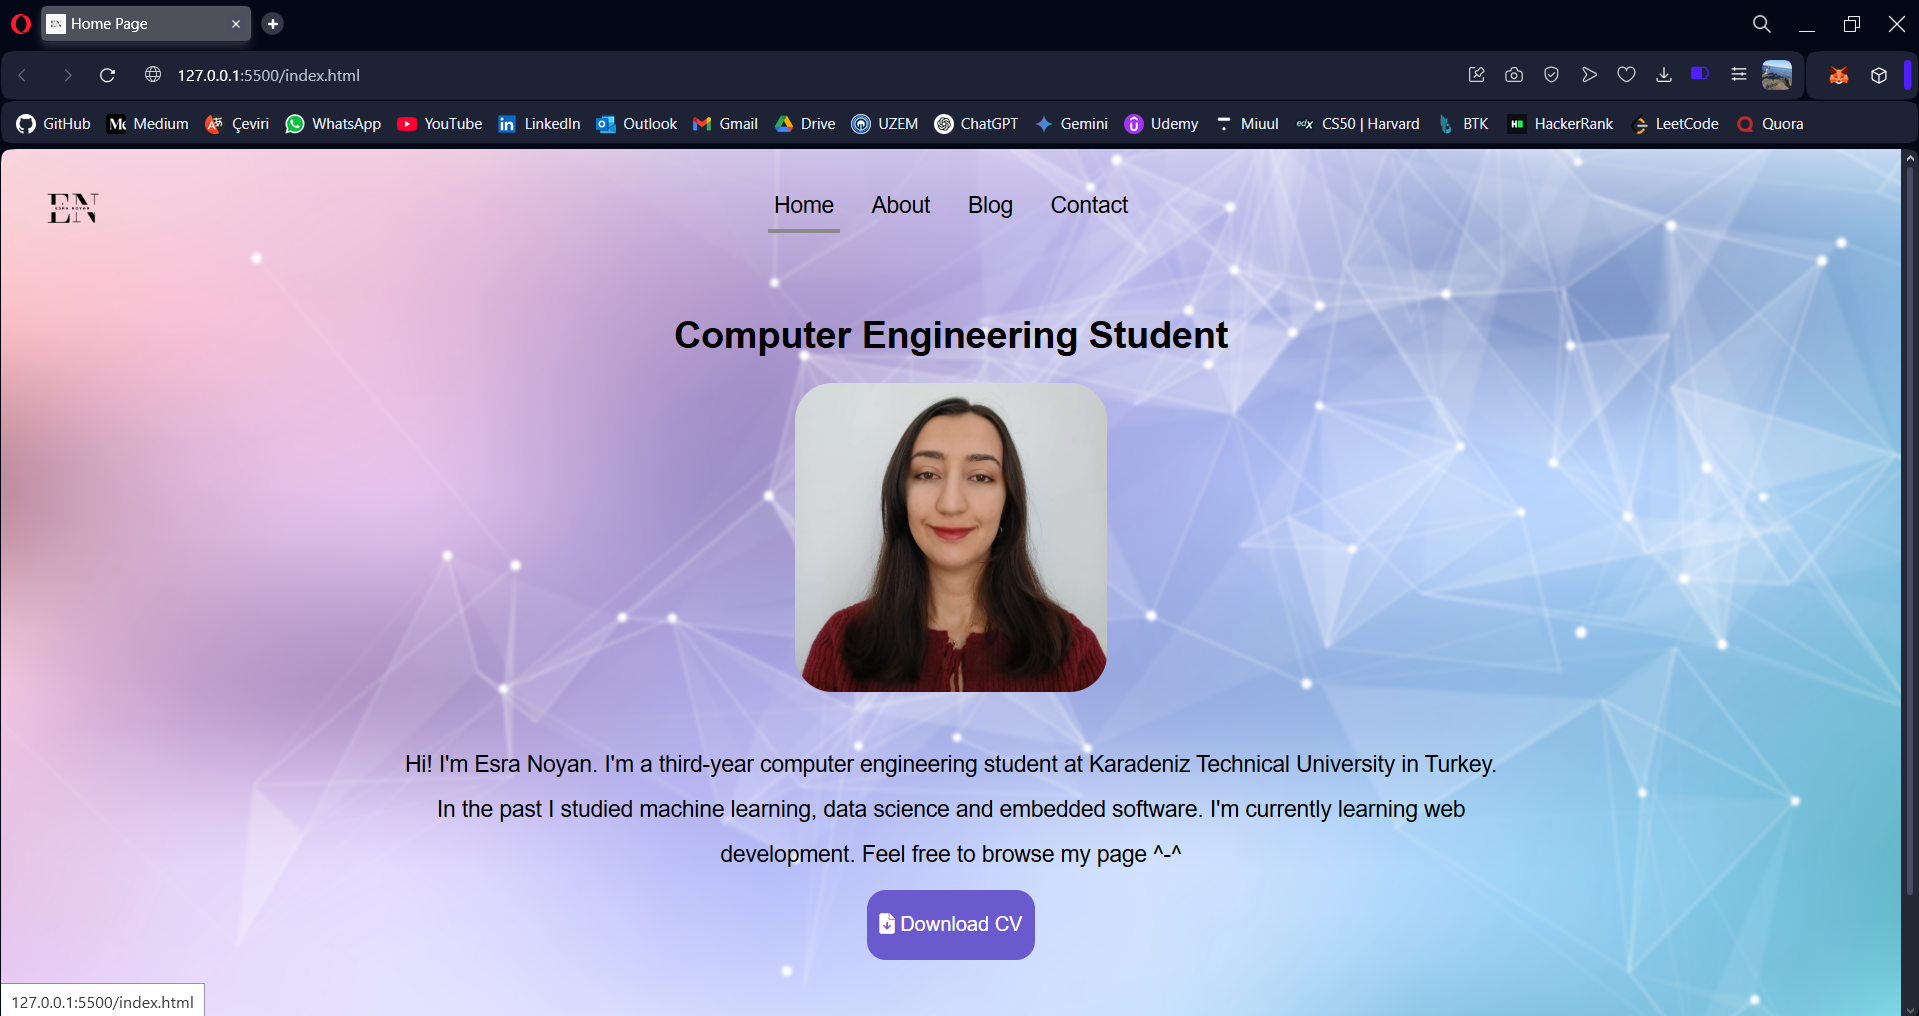 Home Page
127.0.0.1:5500/index.html
GitHub Medium Çeviri WhatsApp YouTube LinkedIn Outlook Gmail Drive UZEM ChatGPT Gemini Udemy Miuul CS50 | Harvard BTK HackerRank LeetCode Quora
EN
ESRA NOYAN
Home About Blog Contact
Computer Engineering Student
Hi! I'm Esra Noyan. I'm a third-year computer engineering student at Karadeniz Technical University in Turkey.
In the past I studied machine learning, data science and embedded software. I'm currently learning web
development. Feel free to browse my page ^-^
Download CV
127.0.0.1:5500/index.html